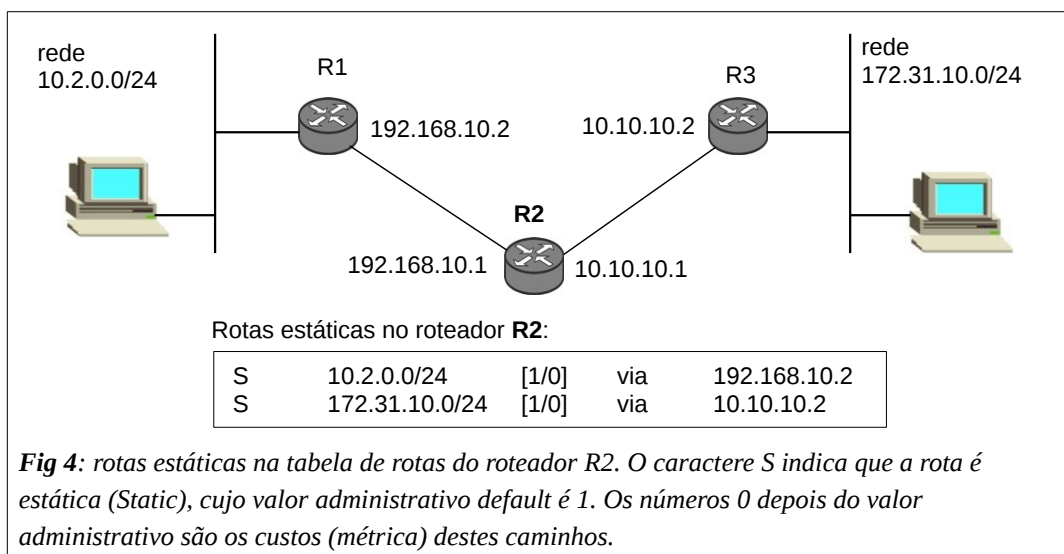 rede
10.2.0.0/24
R1
rede
172.31.10.0/24
R3
192.168.10.2
10.10.10.2
R2
192.168.10.1
10.10.10.1
Rotas estáticas no roteador R2:
S 10.2.0.0/24 [1/0] via 192.168.10.2
S 172.31.10.0/24 [1/0] via 10.10.10.2
Fig 4: rotas estáticas na tabela de rotas do roteador R2. O caractere S indica que a rota é
estática (Static), cujo valor administrativo default é 1. Os números 0 depois do valor
administrativo são os custos (métrica) destes caminhos.